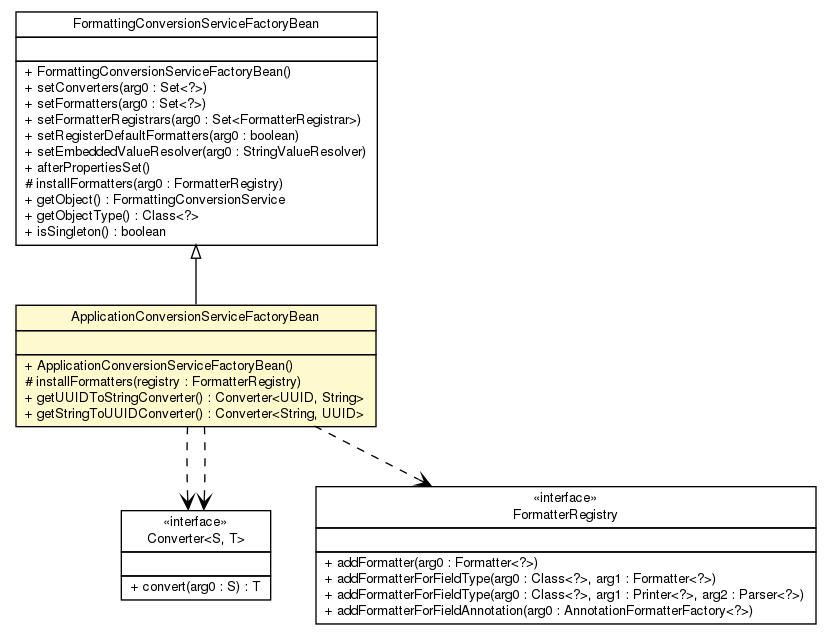 FormattingConversionServiceFactoryBean
+ FormattingConversionServiceFactoryBean()
+ setConverters(arg0 : Set<?>)
+ setFormatters(arg0 : Set<?>)
+ setFormatterRegistrars(arg0 : Set<FormatterRegistrar>)
+ setRegisterDefaultFormatters(arg0 : boolean)
+ setEmbeddedValueResolver(arg0 : StringValueResolver)
+ afterPropertiesSet()
# installFormatters(arg0 : FormatterRegistry)
+ getObject() : FormattingConversionService
+ getObjectType() : Class<?>
+ isSingleton() : boolean
ApplicationConversionServiceFactoryBean
+ ApplicationConversionServiceFactoryBean()
# installFormatters(registry : FormatterRegistry)
+ getUUIDToStringConverter() : Converter<UUID, String>
+ getStringToUUIDConverter() : Converter<String, UUID>
«interface»
Converter<S, T>
+ convert(arg0 : S) : T
«interface»
FormatterRegistry
+ addFormatter(arg0 : Formatter<?>)
+ addFormatterForFieldType(arg0 : Class<?>, arg1 : Formatter<?>)
+ addFormatterForFieldType(arg0 : Class<?>, arg1 : Printer<?>, arg2 : Parser<?>)
+ addFormatterForFieldAnnotation(arg0 : AnnotationFormatterFactory<?>)